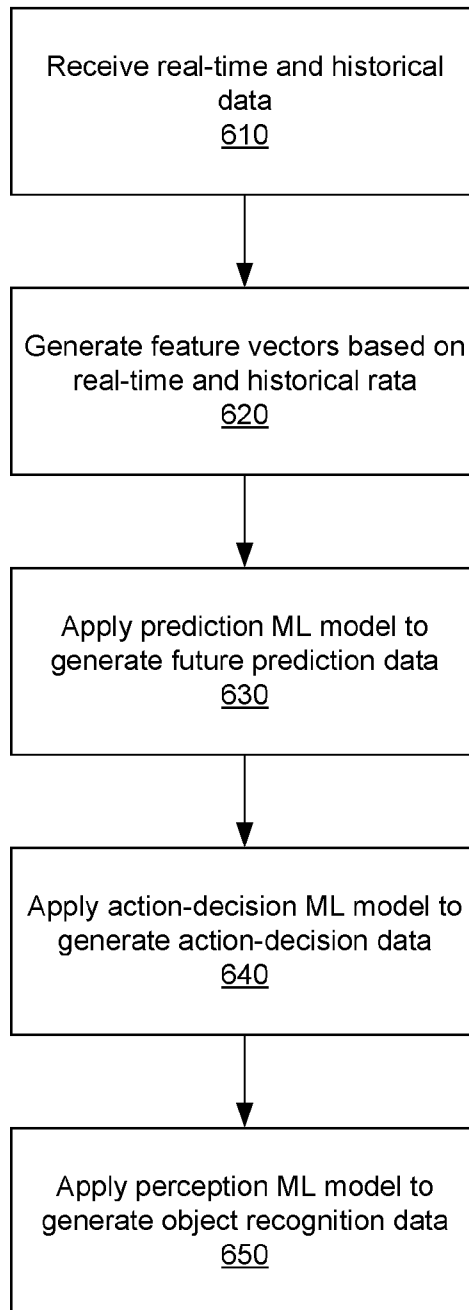 Receive real-time and historical
data
610
Generate feature vectors based on
real-time and historical rata
620
Apply prediction ML model to
generate future prediction data
630
Apply action-decision ML model to
generate action-decision data
640
Apply perception ML model to
generate object recognition data
650